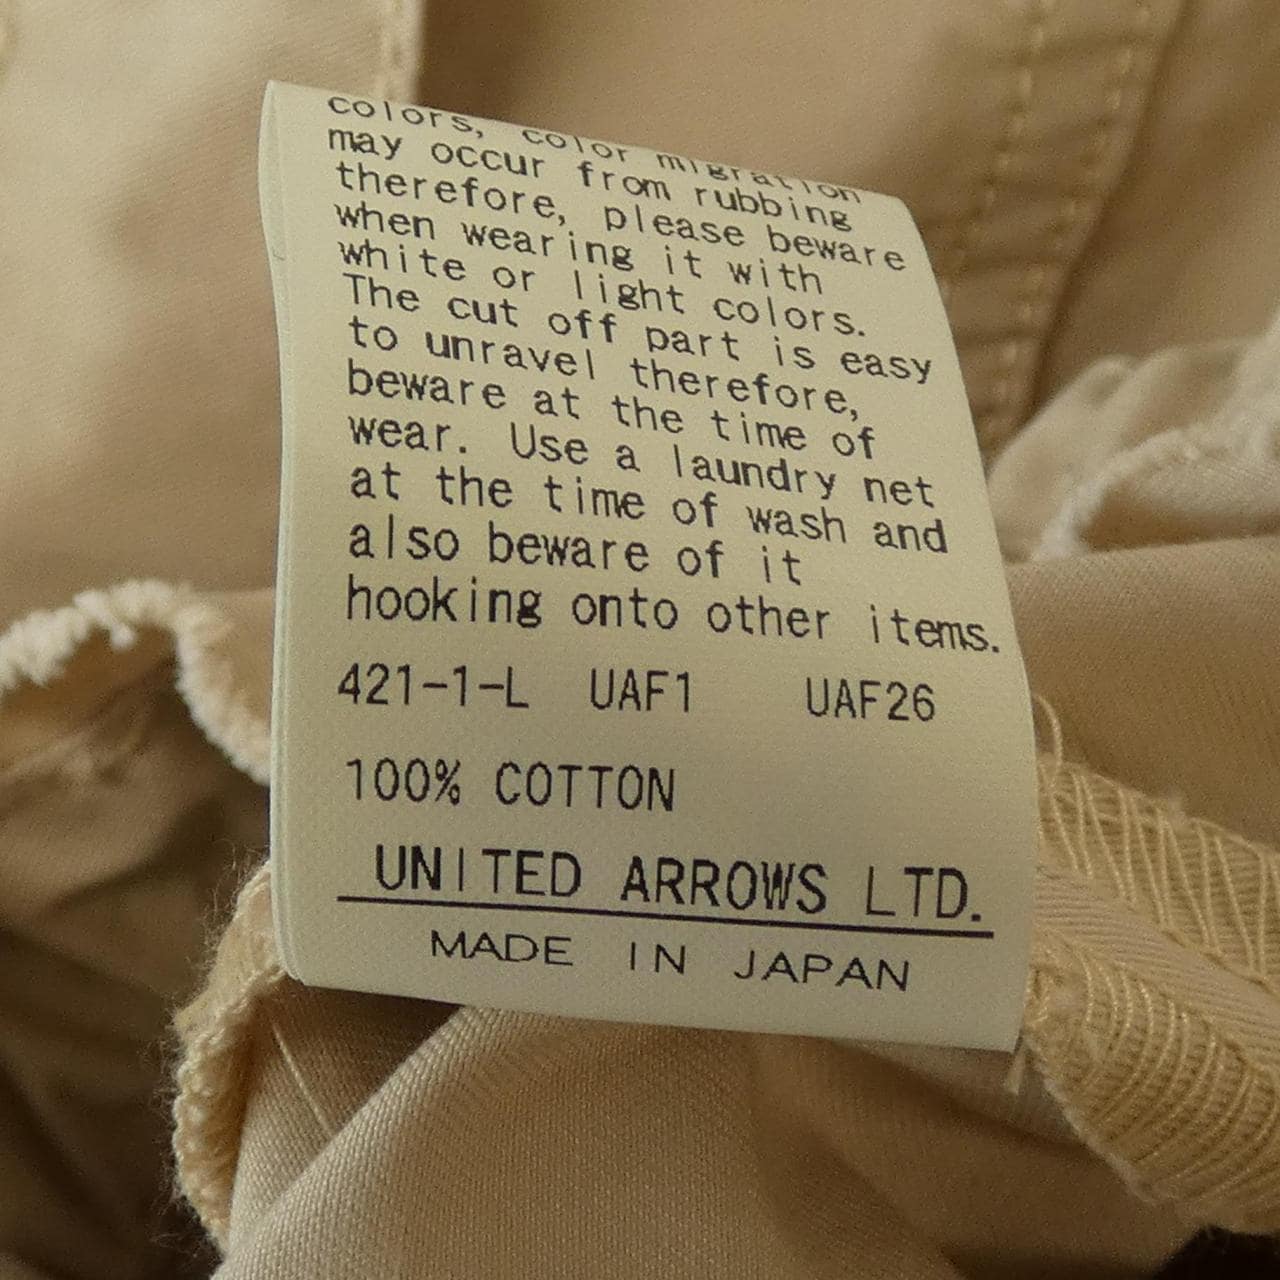 colors, color migration
may occur from rubbing
therefore, please beware
when wearing it with
white or light colors.
The cut off part is easy
to unravel therefore,
beware at the time of
wear. Use a laundry net
at the time of wash and
also beware of it
hooking onto other items.
421-1-L UAF1 UAF26
100% COTTON
UNITED ARROWS LTD.
MADE IN JAPAN